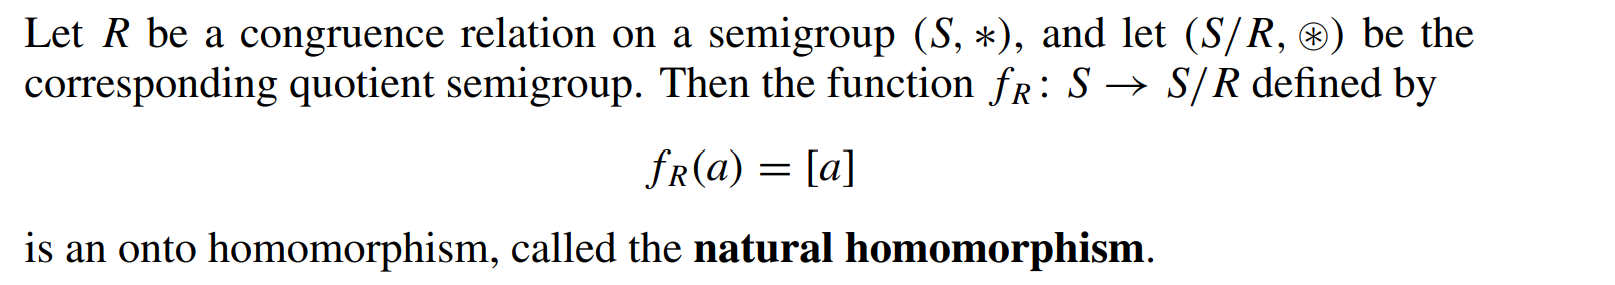 Let R be a congruence relation on a semigroup (S, ∗), and let (S/R, ⊛) be the
corresponding quotient semigroup. Then the function f_R: S → S/R defined by
f_R(a) = [a]
is an onto homomorphism, called the natural homomorphism.